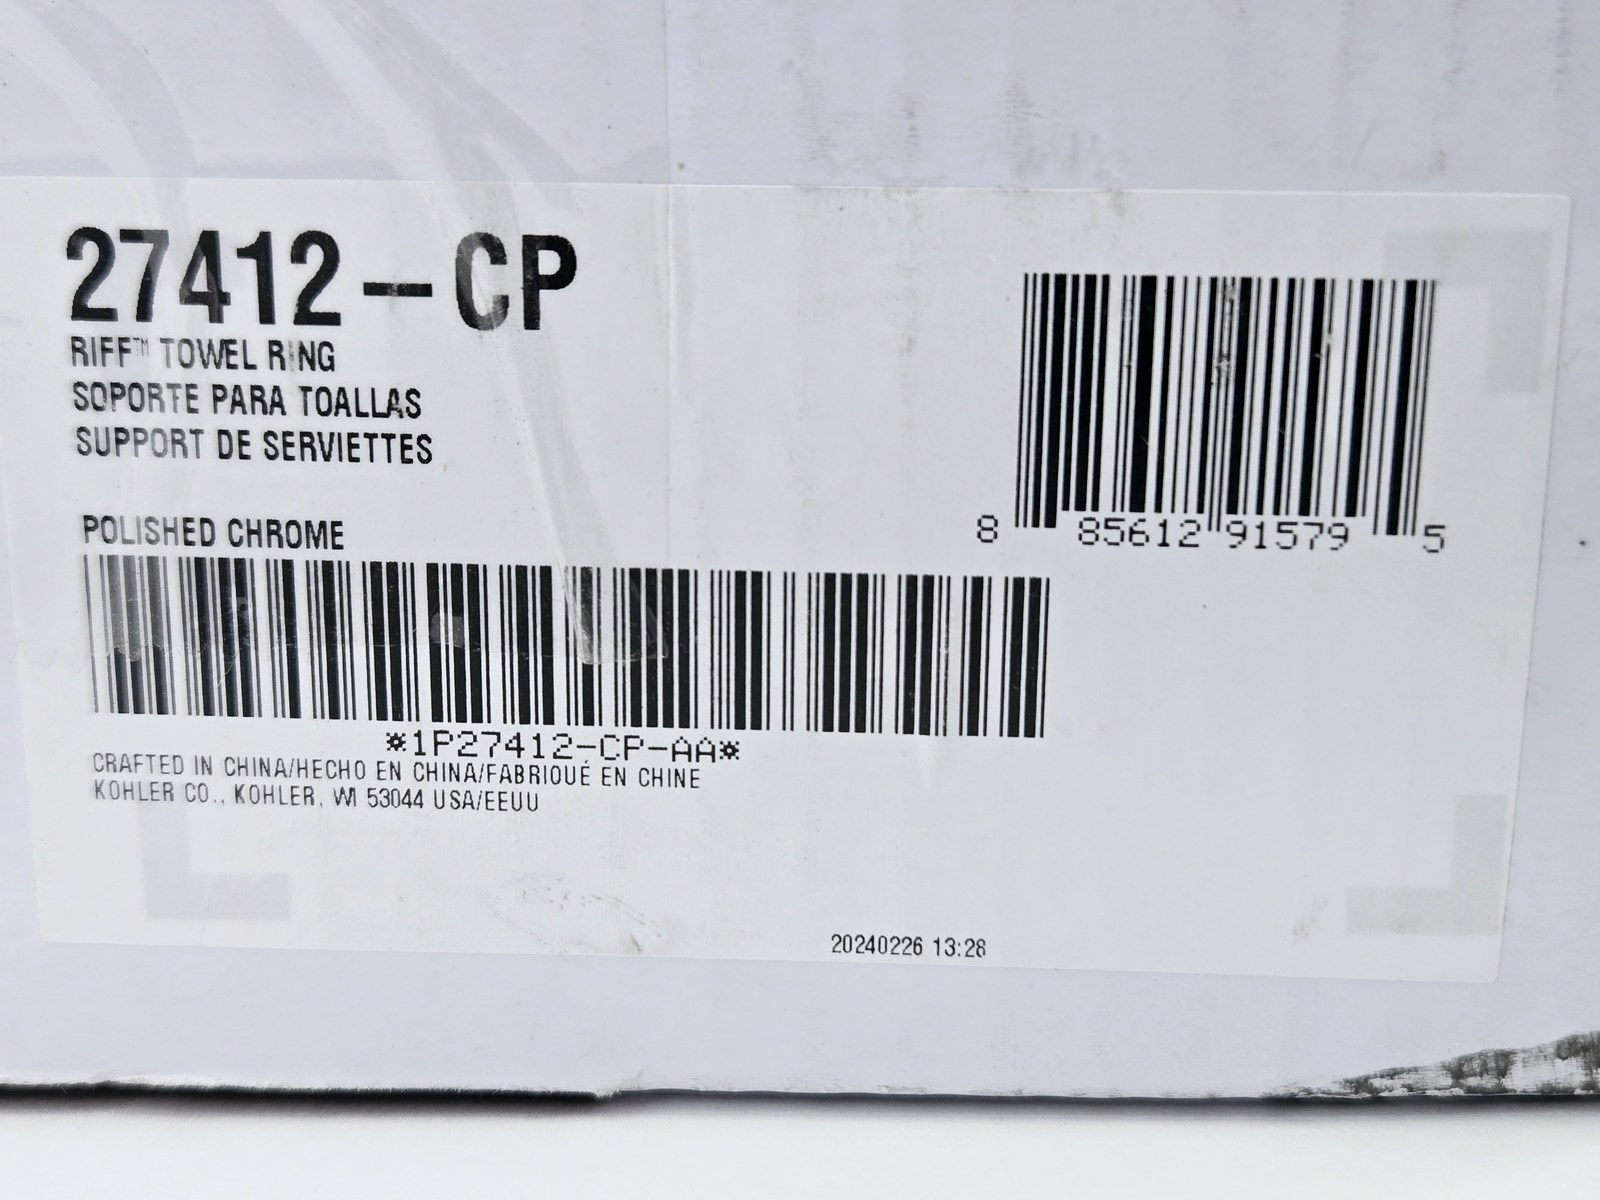 27412-CP
RIFF™ TOWEL RING
SOPORTE PARA TOALLAS
SUPPORT DE SERVIETTES
POLISHED CHROME
8 85612 91579 5
*1P27412-CP-AA*
CRAFTED IN CHINA/HECHO EN CHINA/FABRIQUÉ EN CHINE
KOHLER CO., KOHLER, WI 53044 USA/EEUU
20240226 13:28